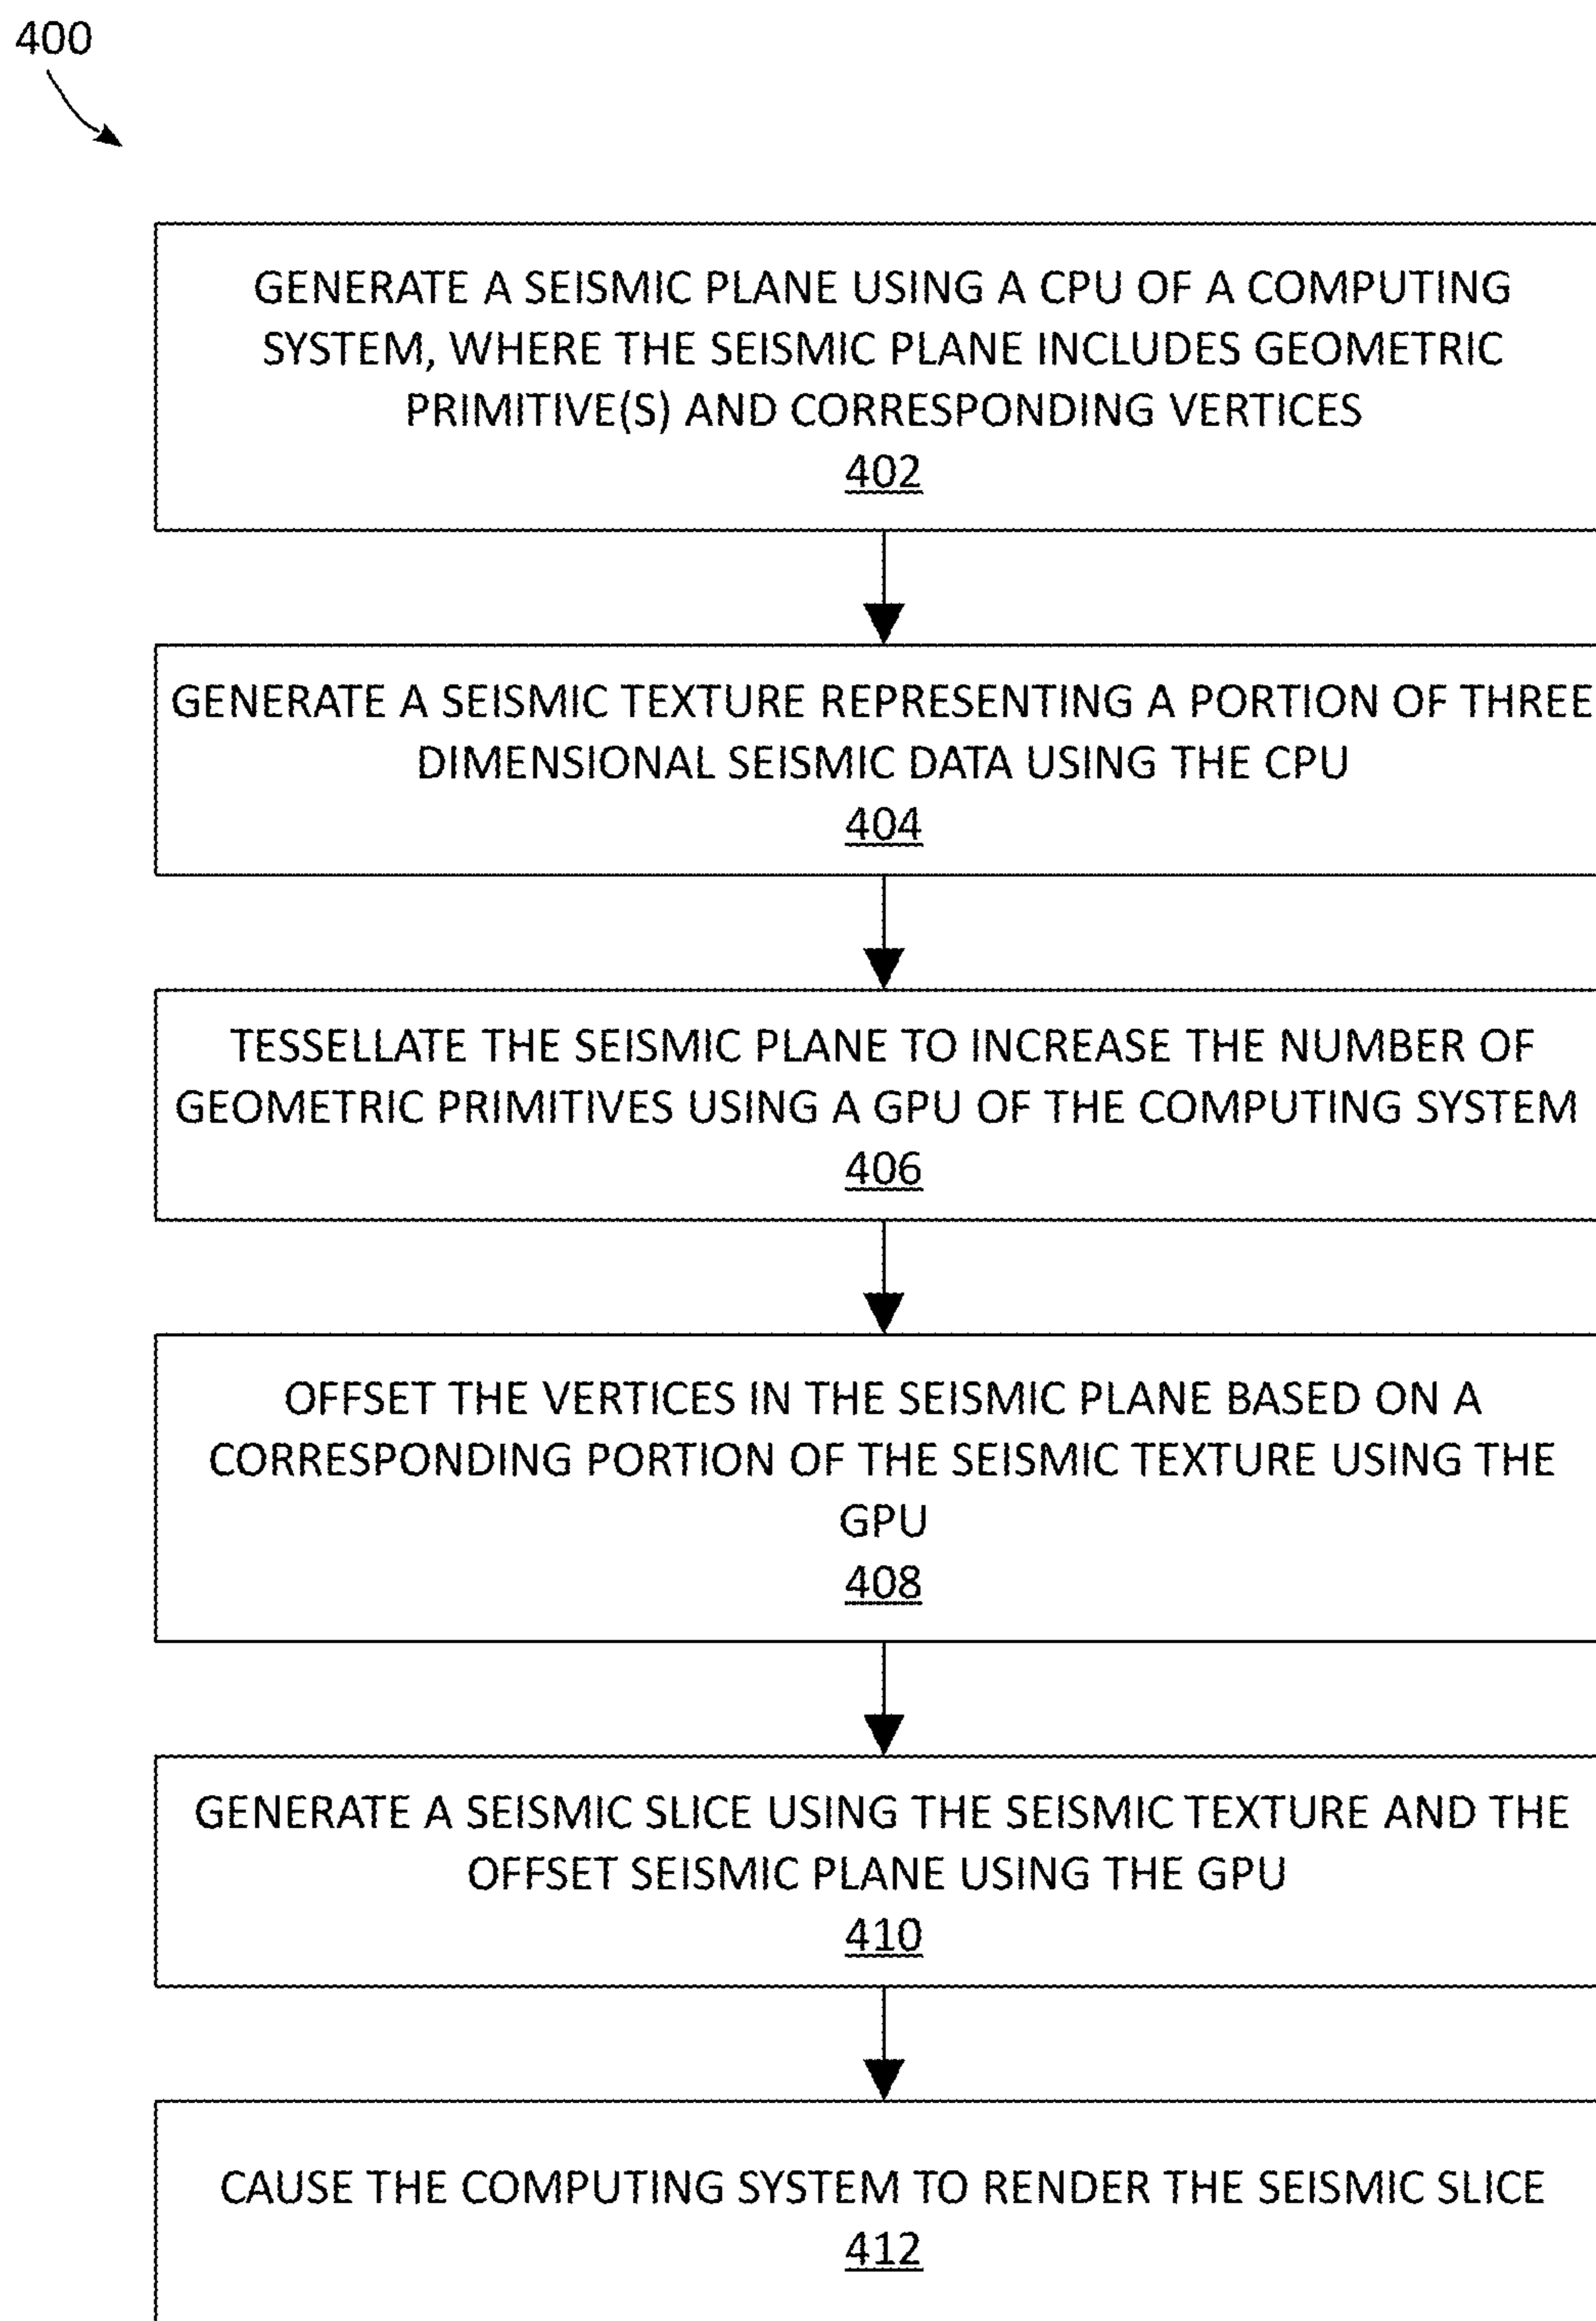 400
GENERATE A SEISMIC PLANE USING A CPU OF A COMPUTING
SYSTEM, WHERE THE SEISMIC PLANE INCLUDES GEOMETRIC
PRIMITIVE(S) AND CORRESPONDING VERTICES
402
GENERATE A SEISMIC TEXTURE REPRESENTING A PORTION OF THREE
DIMENSIONAL SEISMIC DATA USING THE CPU
404
TESSELLATE THE SEISMIC PLANE TO INCREASE THE NUMBER OF
GEOMETRIC PRIMITIVES USING A GPU OF THE COMPUTING SYSTEM
406
OFFSET THE VERTICES IN THE SEISMIC PLANE BASED ON A
CORRESPONDING PORTION OF THE SEISMIC TEXTURE USING THE
GPU
408
GENERATE A SEISMIC SLICE USING THE SEISMIC TEXTURE AND THE
OFFSET SEISMIC PLANE USING THE GPU
410
CAUSE THE COMPUTING SYSTEM TO RENDER THE SEISMIC SLICE
412